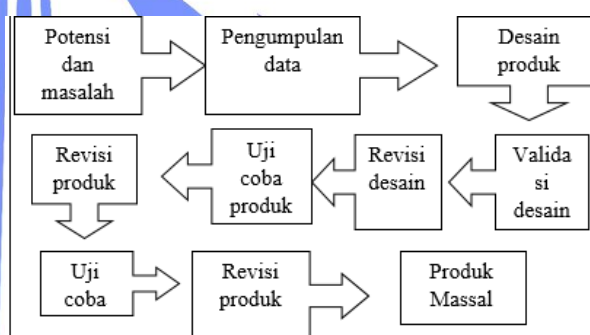 Potensi
dan
masalah
Pengumpulan
data
Desain
produk
Valida
si
desain
Revisi
desain
Uji
coba
produk
Revisi
produk
Uji
coba
Revisi
produk
Produk
Massal